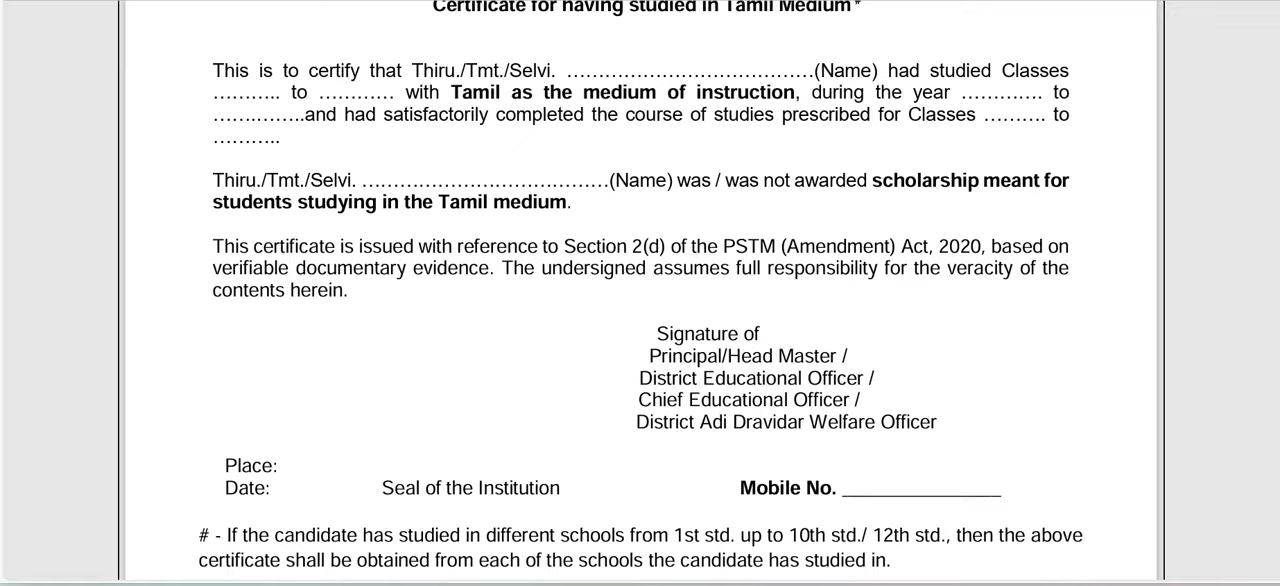 Certificate for having studied in Tamil Medium#
This is to certify that Thiru./Tmt./Selvi. …………………………………(Name) had studied Classes
……….. to ………… with Tamil as the medium of instruction, during the year …………. to
…….……..and had satisfactorily completed the course of studies prescribed for Classes ………. to
………..
Thiru./Tmt./Selvi. …………………………………(Name) was / was not awarded scholarship meant for
students studying in the Tamil medium.
This certificate is issued with reference to Section 2(d) of the PSTM (Amendment) Act, 2020, based on
verifiable documentary evidence. The undersigned assumes full responsibility for the veracity of the
contents herein.
Signature of
Principal/Head Master /
District Educational Officer /
Chief Educational Officer /
District Adi Dravidar Welfare Officer
Place:
Date: Seal of the Institution Mobile No. _______________
# - If the candidate has studied in different schools from 1st std. up to 10th std./ 12th std., then the above
certificate shall be obtained from each of the schools the candidate has studied in.